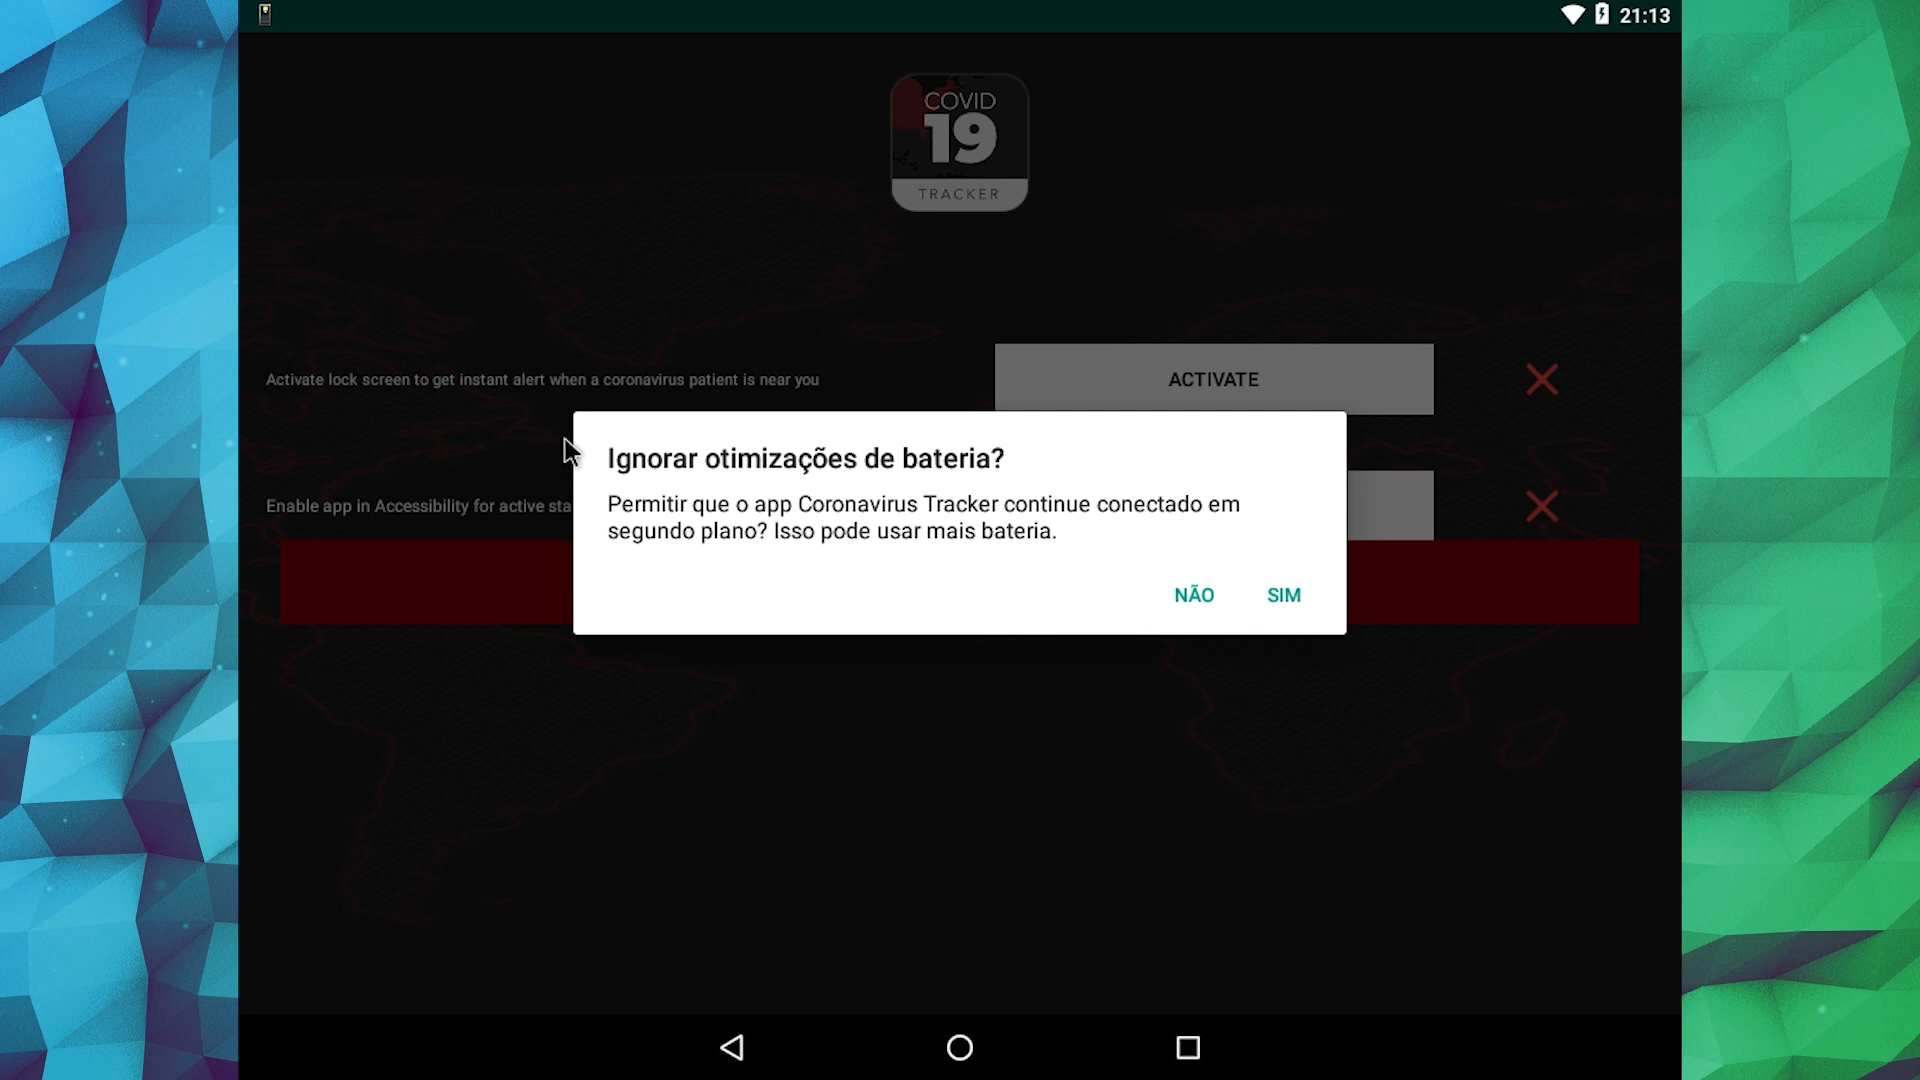 21:13
COVID
19
TRACKER
Activate lock screen to get instant alert when a coronavirus patient is near you
ACTIVATE
Ignorar otimizações de bateria?
Permitir que o app Coronavirus Tracker continue conectado em
segundo plano? Isso pode usar mais bateria.
NÃO SIM
Enable app in Accessibility for active